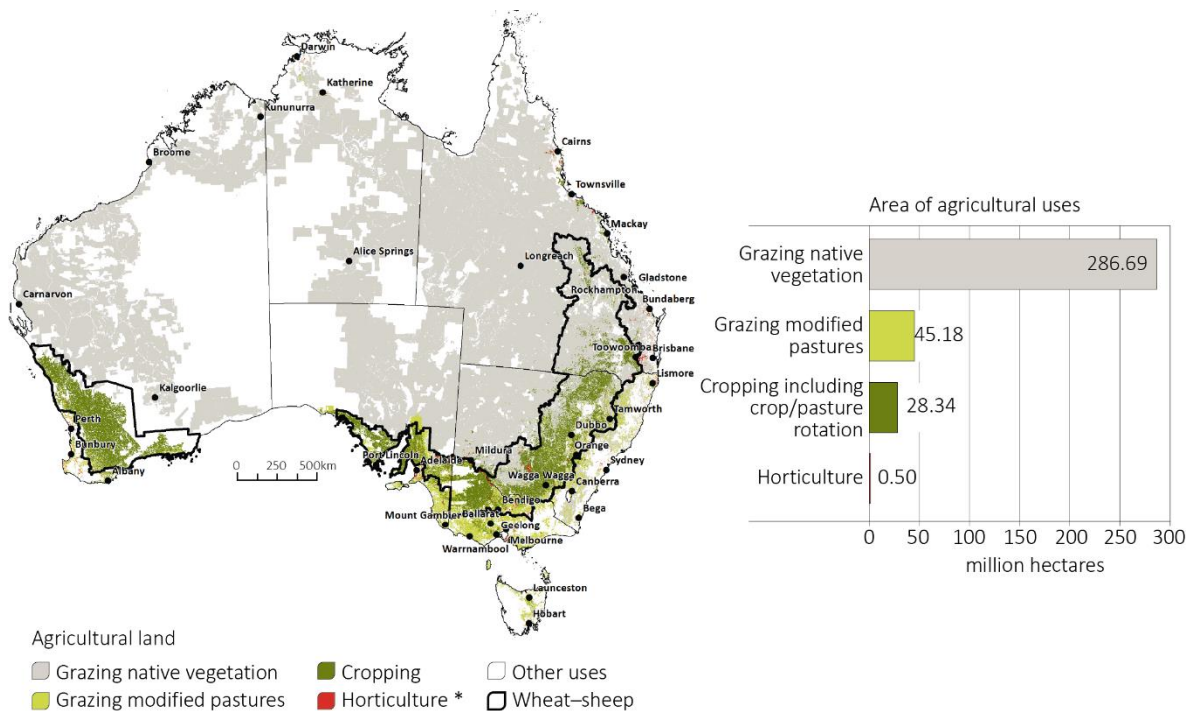 Darwin
Katherine
Kununurra
Broome
Cairns
Townsville
Mackay
Alice Springs
Longreach
Gladstone
Rockhampton
Bundaberg
Carnarvon
Toowoomba
Brisbane
Lismore
Kalgoorlie
Tamworth
Perth
Dubbo
Bunbury
Orange
Mildura
Port Lincoln
Adelaide
Sydney
Albany
Wagga Wagga
Canberra
Bendigo
Bega
Mount Gambier
Ballarat
Geelong
Melbourne
Warrnambool
Launceston
Hobart
0 250 500km
Agricultural land
Grazing native vegetation
Cropping
Other uses
Grazing modified pastures
Horticulture *
Wheat–sheep
Area of agricultural uses
Grazing native
vegetation
286.69
Grazing modified
pastures
45.18
Cropping including
crop/pasture
rotation
28.34
Horticulture
0.50
0 50 100 150 200 250 300
million hectares